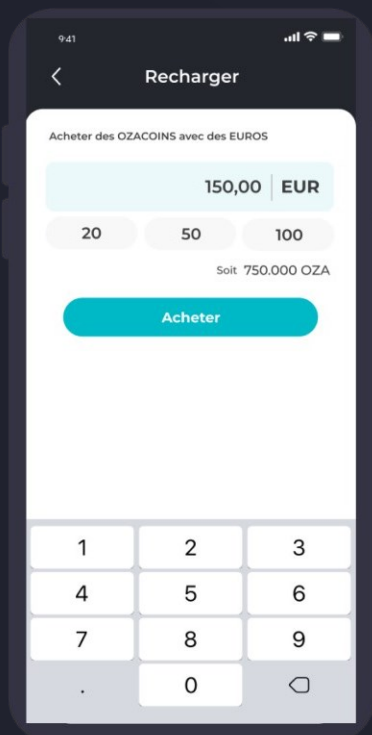 9:41
Recharger
Acheter des OZACOINS avec des EUROS
150,00 EUR
20 50 100
Soit 750.000 OZA
Acheter
1 2 3
4 5 6
7 8 9
. 0